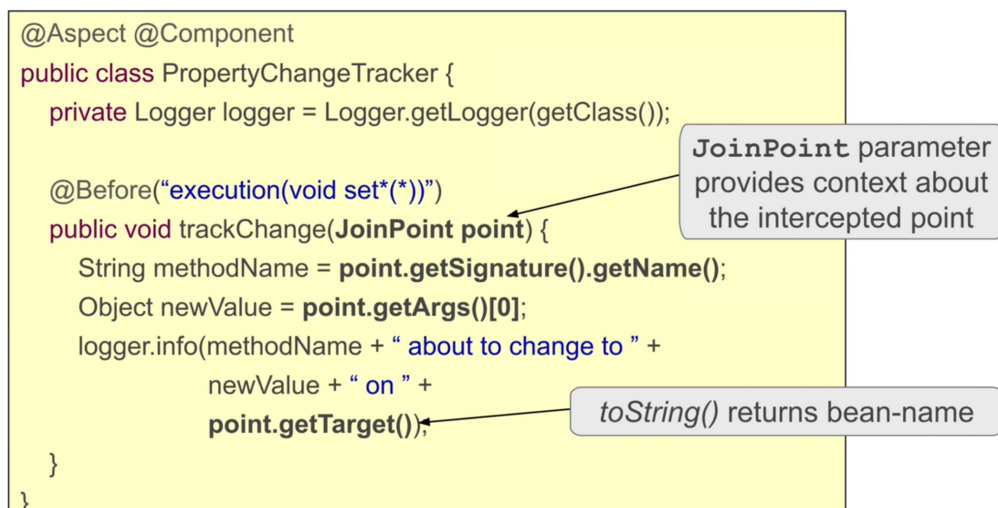 @Aspect @Component
public class PropertyChangeTracker {
private Logger logger = Logger.getLogger(getClass());
@Before(“execution(void set*(*))”)
public void trackChange(JoinPoint point) {
String methodName = point.getSignature().getName();
Object newValue = point.getArgs()[0];
logger.info(methodName + “ about to change to ” +
newValue + “ on ” +
point.getTarget());
}
}
JoinPoint parameter
provides context about
the intercepted point
toString() returns bean-name